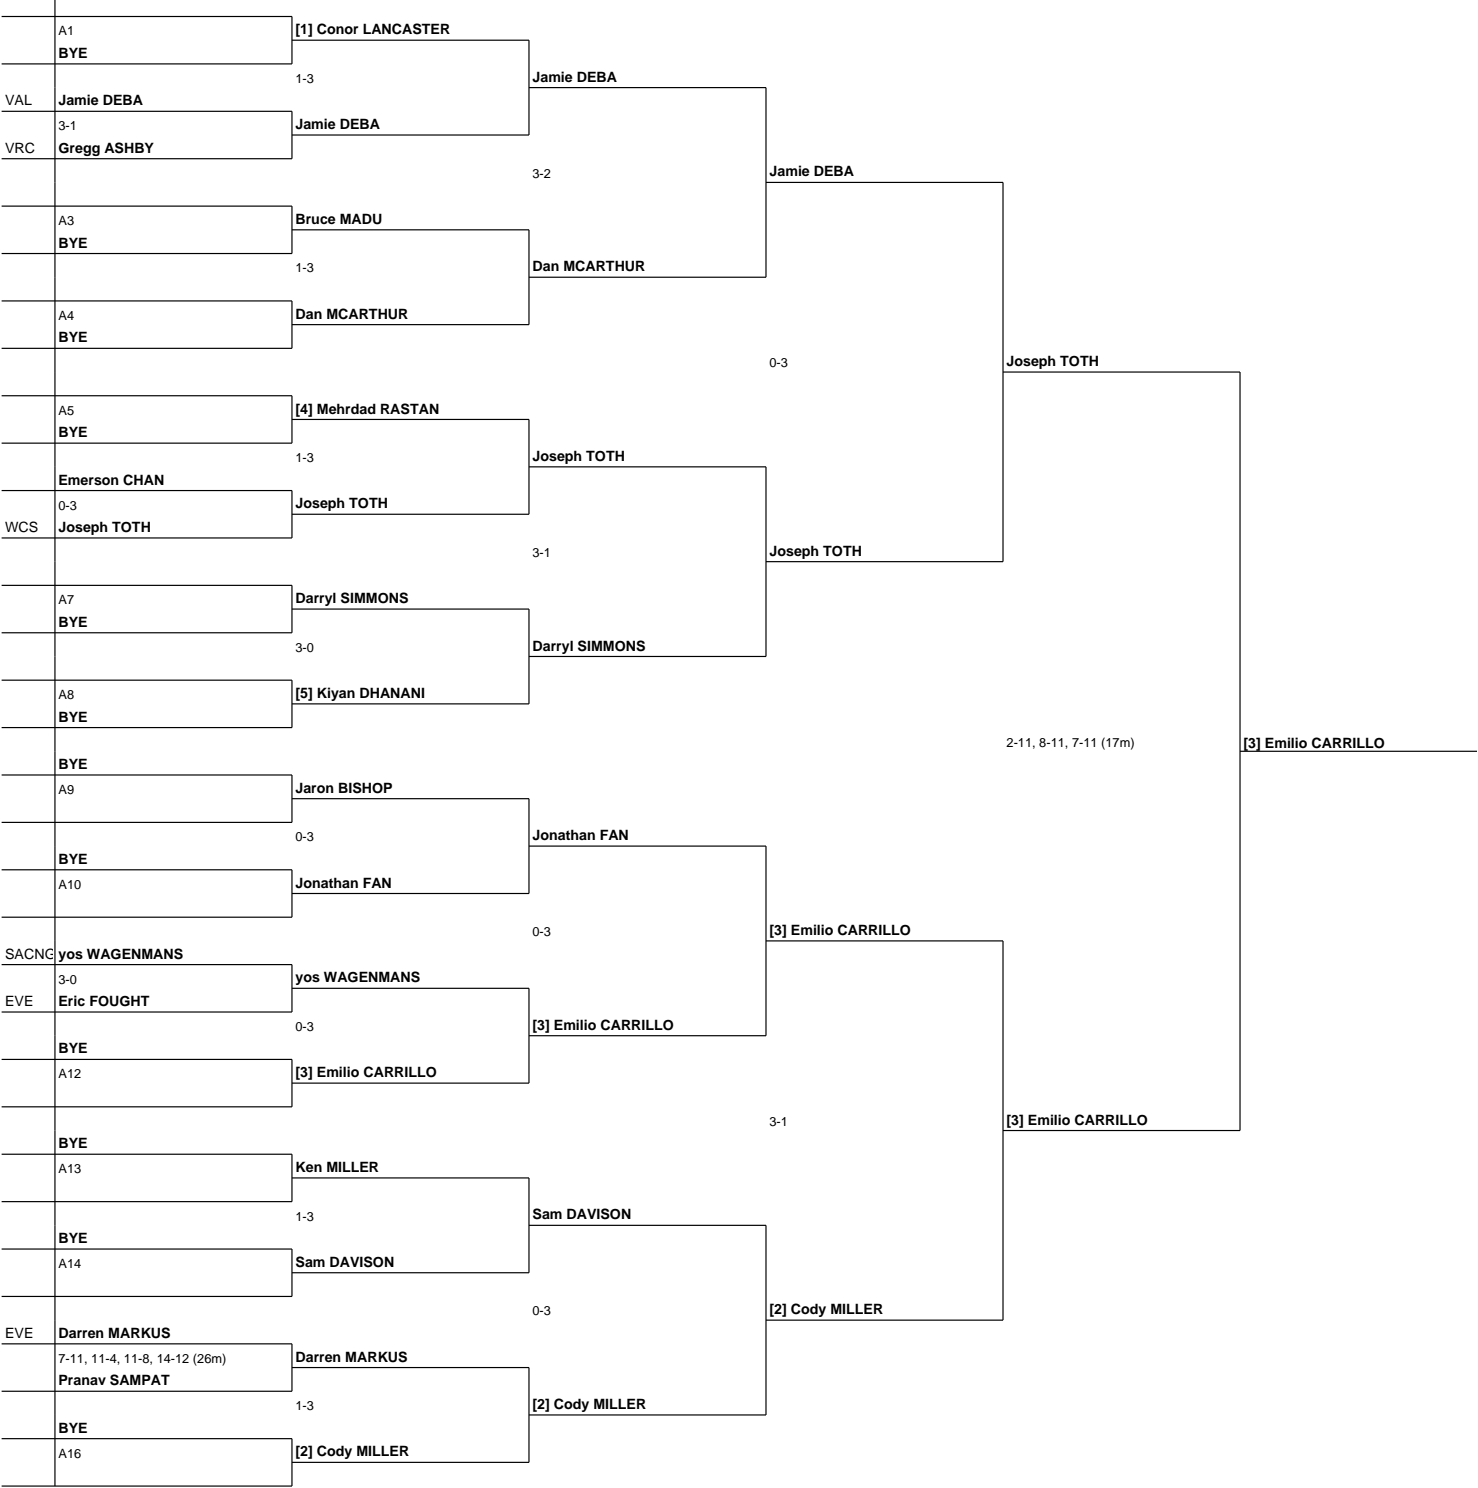 A1
[1] Conor LANCASTER
BYE
1-3
Jamie DEBA
VAL Jamie DEBA
3-1
Jamie DEBA
VRC Gregg ASHBY
3-2
Jamie DEBA
A3
Bruce MADU
BYE
1-3
Dan MCARTHUR
A4
Dan MCARTHUR
BYE
0-3
Joseph TOTH
A5
[4] Mehrdad RASTAN
BYE
1-3
Joseph TOTH
Emerson CHAN
0-3
Joseph TOTH
WCS Joseph TOTH
3-1
Joseph TOTH
A7
Darryl SIMMONS
BYE
3-0
Darryl SIMMONS
A8
[5] Kiyan DHANANI
BYE
2-11, 8-11, 7-11 (17m)
[3] Emilio CARRILLO
BYE
A9
Jaron BISHOP
0-3
Jonathan FAN
BYE
A10
Jonathan FAN
0-3
[3] Emilio CARRILLO
SACNG yos WAGENMANS
3-0
yos WAGENMANS
EVE Eric FOUGHT
0-3
[3] Emilio CARRILLO
BYE
A12
[3] Emilio CARRILLO
3-1
[3] Emilio CARRILLO
BYE
A13
Ken MILLER
1-3
Sam DAVISON
BYE
A14
Sam DAVISON
0-3
[2] Cody MILLER
EVE Darren MARKUS
7-11, 11-4, 11-8, 14-12 (26m)
Darren MARKUS
Pranav SAMPAT
1-3
[2] Cody MILLER
BYE
A16
[2] Cody MILLER